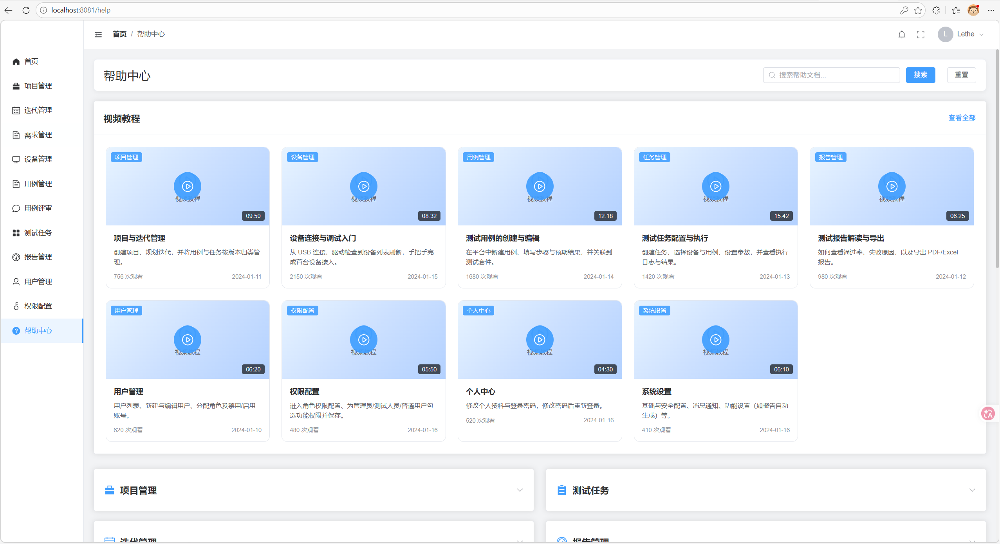 localhost:8081/help
首页 / 帮助中心
L Lethe
首页
项目管理
迭代管理
需求管理
设备管理
用例管理
用例评审
测试任务
报告管理
用户管理
权限配置
帮助中心
帮助中心
搜索帮助文档...
搜索
重置
视频教程
查看全部
项目管理
视频教程
09:50
项目与迭代管理
创建项目、规划迭代，并将用例与任务按版本归类管
理。
756 次观看 2024-01-11
设备管理
视频教程
08:32
设备连接与调试入门
从 USB 连接、驱动检查到设备列表刷新，手把手完
成首台设备接入。
2150 次观看 2024-01-15
用例管理
视频教程
12:18
测试用例的创建与编辑
在平台中新建用例、填写步骤与预期结果，并关联到
测试套件。
1680 次观看 2024-01-14
任务管理
视频教程
15:42
测试任务配置与执行
创建任务、选择设备与用例、设置参数，并查看执行
日志与结果。
1420 次观看 2024-01-13
报告管理
视频教程
06:25
测试报告解读与导出
如何查看通过率、失败原因，以及导出 PDF/Excel
报告。
980 次观看 2024-01-12
用户管理
视频教程
06:20
用户管理
用户列表、新建与编辑用户、分配角色及禁用/启用
账号。
620 次观看 2024-01-10
权限配置
视频教程
05:50
权限配置
进入角色权限配置、为管理员/测试人员/普通用户勾
选功能权限并保存。
480 次观看 2024-01-16
个人中心
视频教程
04:30
个人中心
修改个人资料与登录密码，修改密码后重新登录。
520 次观看 2024-01-16
系统设置
视频教程
06:10
系统设置
基础与安全配置、消息通知、功能设置（如报告自动
生成）等。
410 次观看 2024-01-16
项目管理
测试任务
迭代管理
报告管理